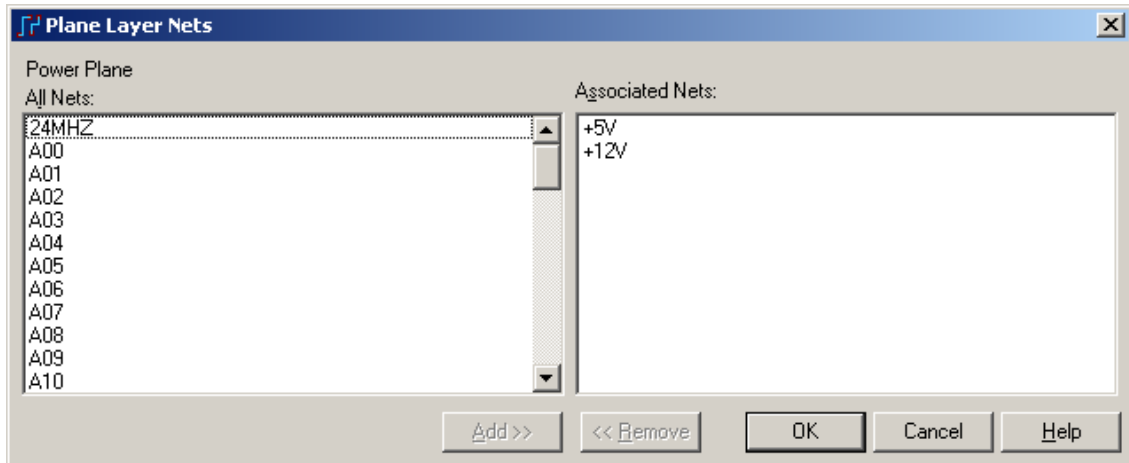 Plane Layer Nets
Power Plane
All Nets:
24MHZ
A00
A01
A02
A03
A04
A05
A06
A07
A08
A09
A10
Associated Nets:
+5V
+12V
Add >>
<< Remove
OK
Cancel
Help